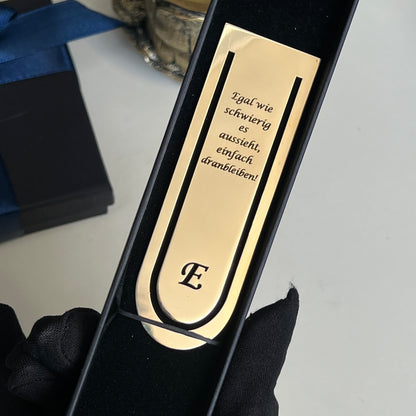 Egal wie
schwierig
es
aussieht,
einfach
dranbleiben!
E